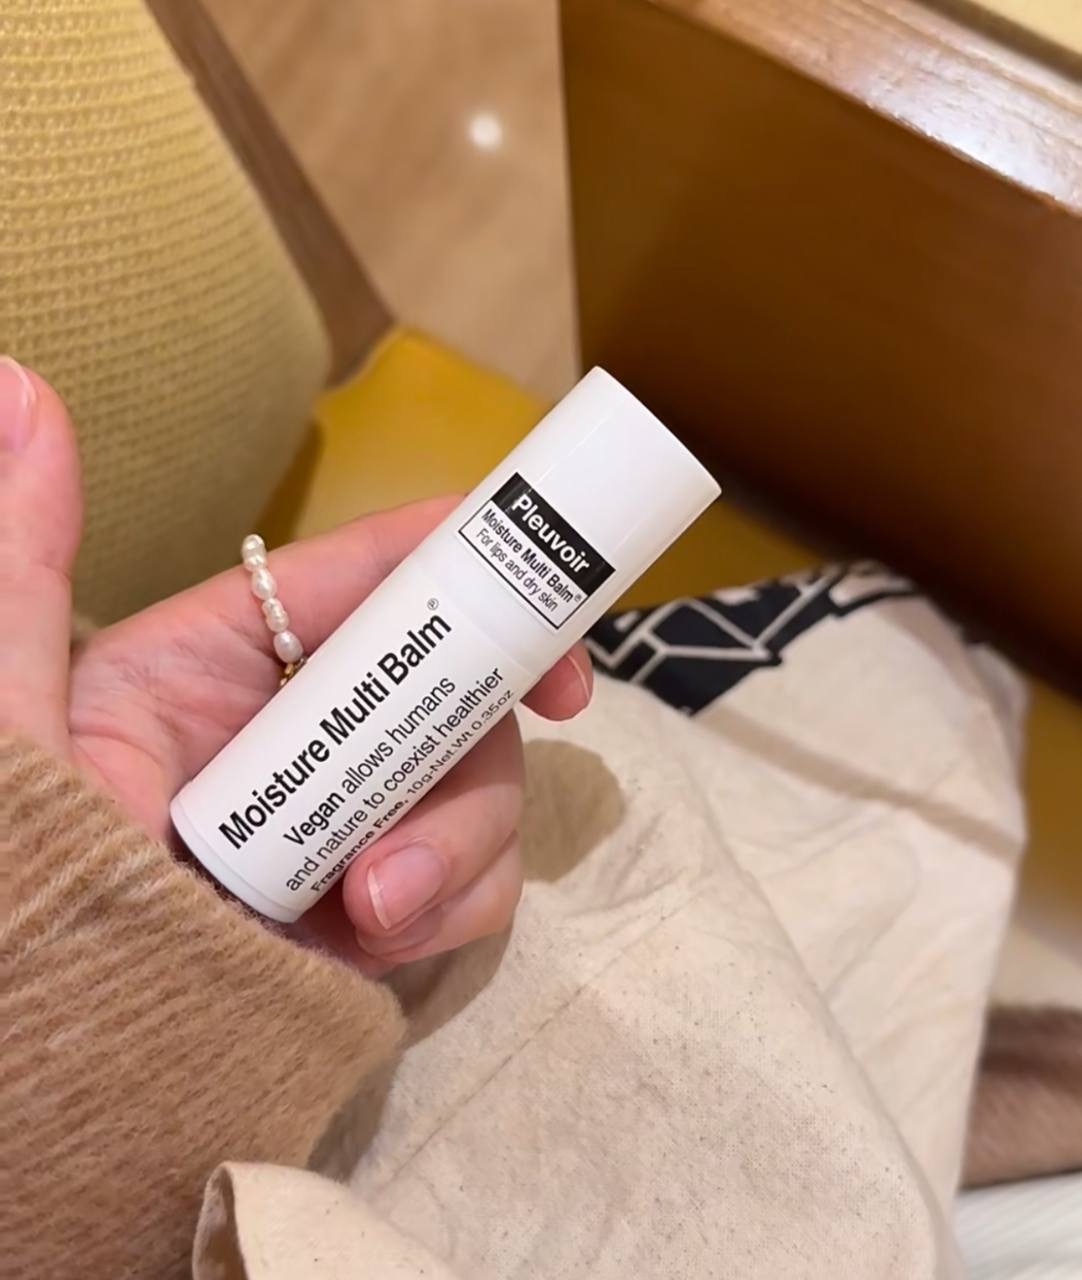 Pleuvoir
Moisture Multi Balm®
For lips and dry skin
Moisture Multi Balm®
Vegan allows humans
and nature to coexist healthier
Fragrance Free, 10g·Net.Wt.0.35oz